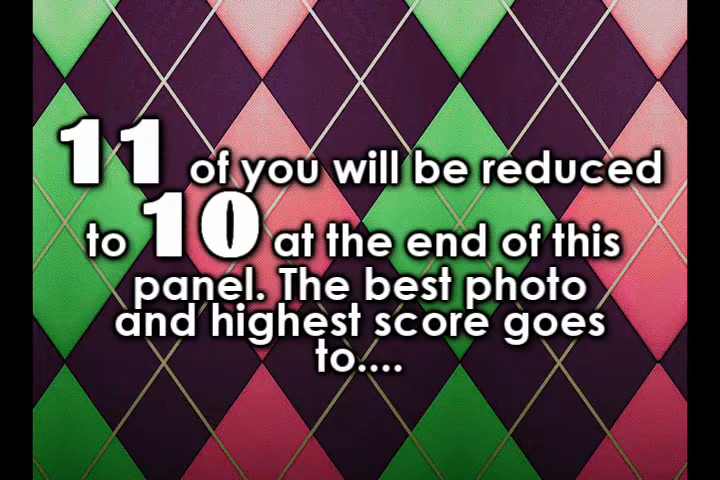 11 of you will be reduced
to 10 at the end of this
panel. The best photo
and highest score goes
to....